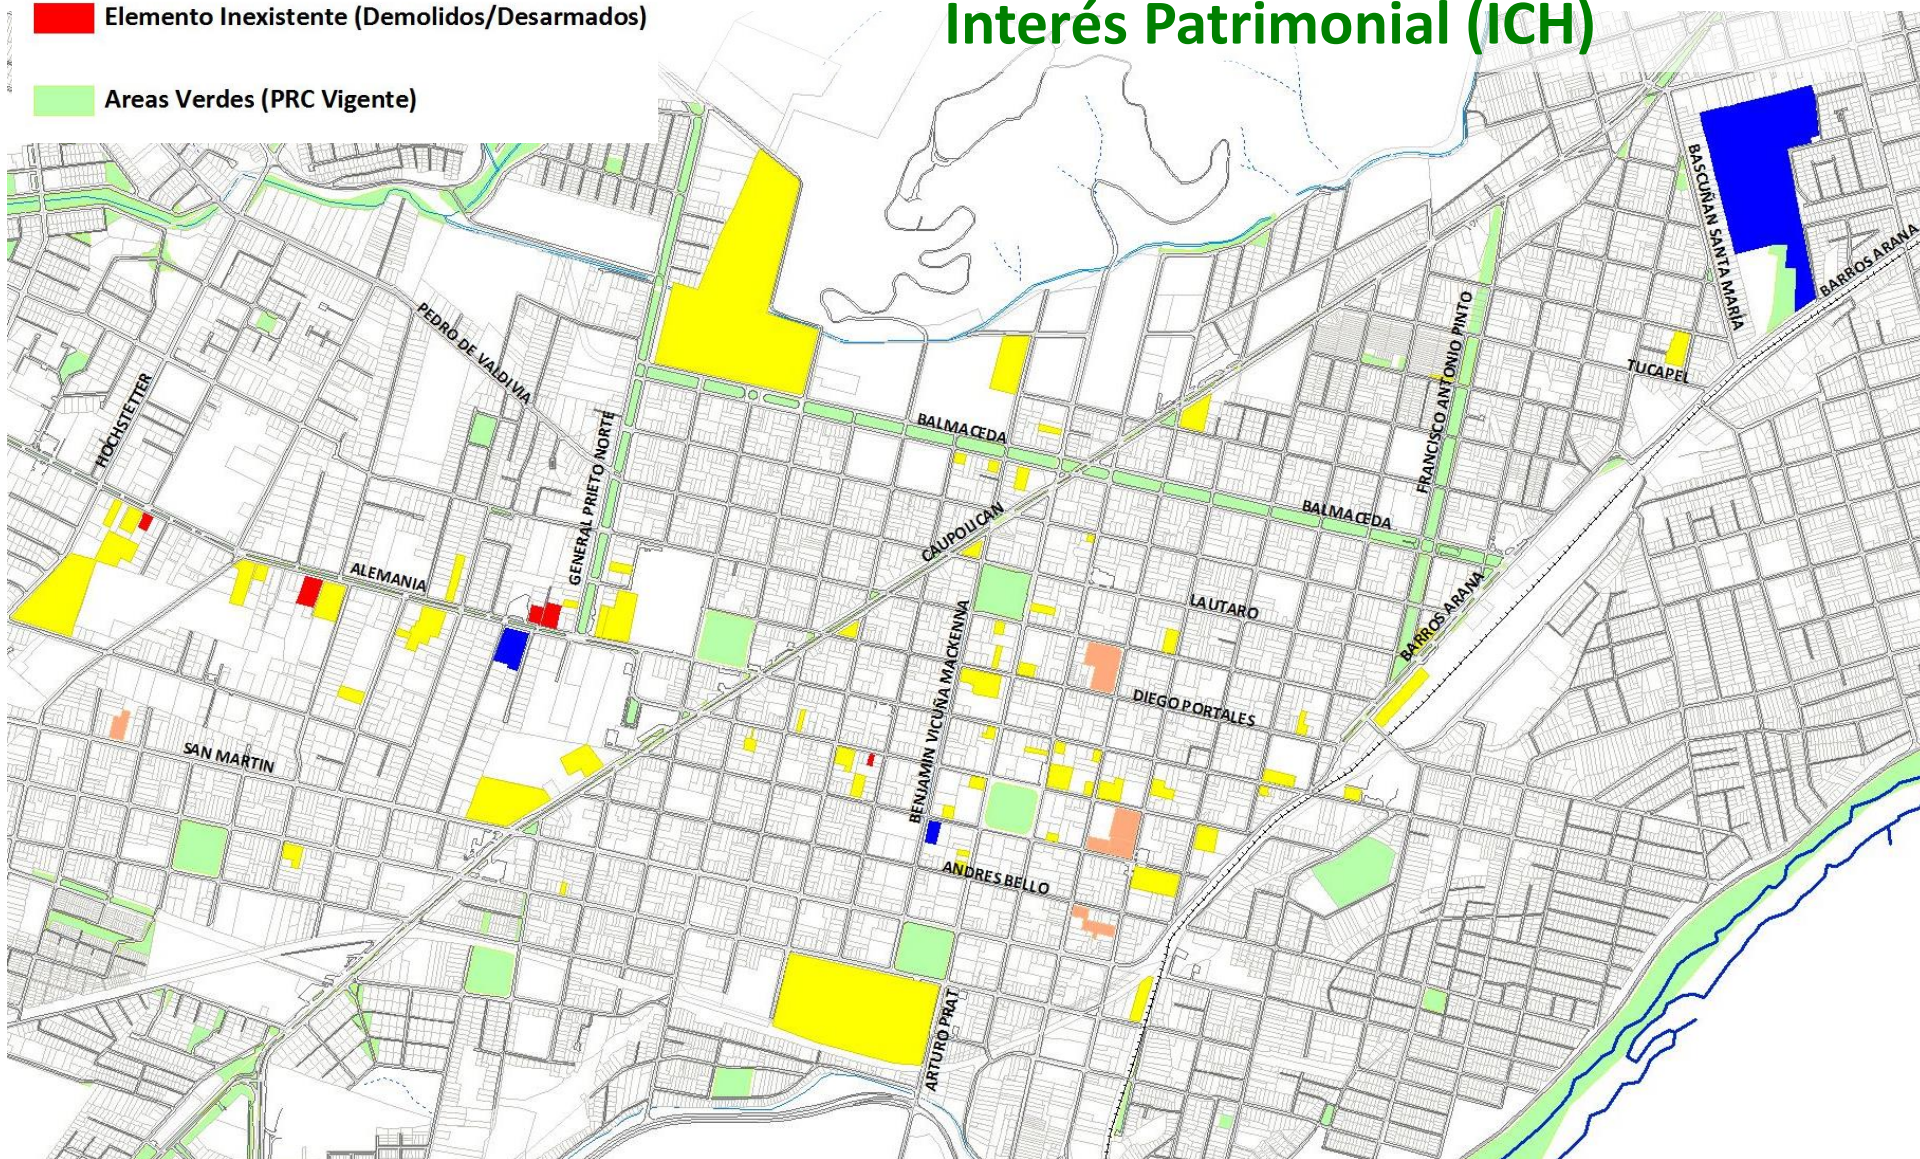 Elemento Inexistente (Demolidos/Desarmados)
Interés Patrimonial (ICH)
Areas Verdes (PRC Vigente)
BASCUÑAN SANTA MARÍA
BARROS ARANA
PEDRO DE VALDIVIA
FRANCISCO ANTONIO PINTO
TUCAPEL
HOCHSTETTER
GENERAL PRIETO NORTE
BALMACEDA
BALMACEDA
CAUPOLICAN
ALEMANIA
LAUTARO
BARROS ARANA
BENJAMIN VICUÑA MACKENNA
DIEGO PORTALES
SAN MARTIN
ANDRES BELLO
ARTURO PRAT